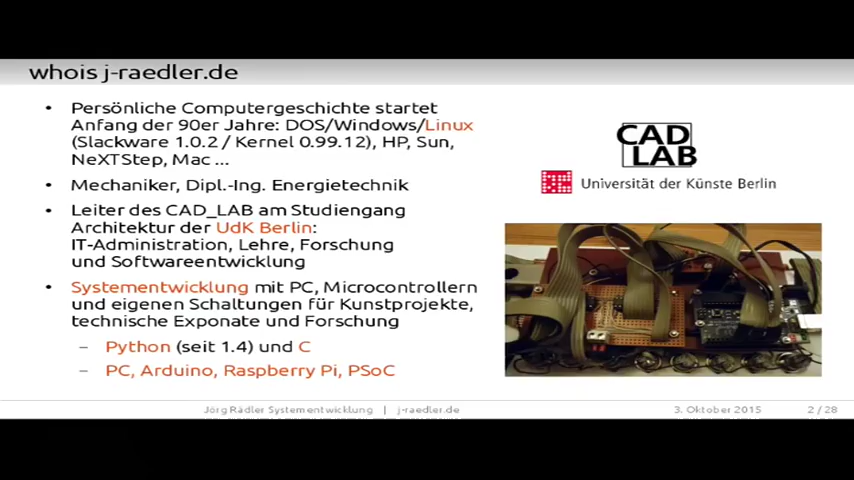 whois j-raedler.de
• Persönliche Computergeschichte startet
Anfang der 90er Jahre: DOS/Windows/Linux
(Slackware 1.0.2 / Kernel 0.99.12), HP, Sun,
NeXTStep, Mac ...
• Mechaniker, Dipl.-Ing. Energietechnik
• Leiter des CAD_LAB am Studiengang
Architektur der UdK Berlin:
IT-Administration, Lehre, Forschung
und Softwareentwicklung
• Systementwicklung mit PC, Microcontrollern
und eigenen Schaltungen für Kunstprojekte,
technische Exponate und Forschung
– Python (seit 1.4) und C
– PC, Arduino, Raspberry Pi, PSoC
CAD
LAB
Universität der Künste Berlin
Jörg Rädler Systementwicklung | j-raedler.de
3. Oktober 2015
2 / 28